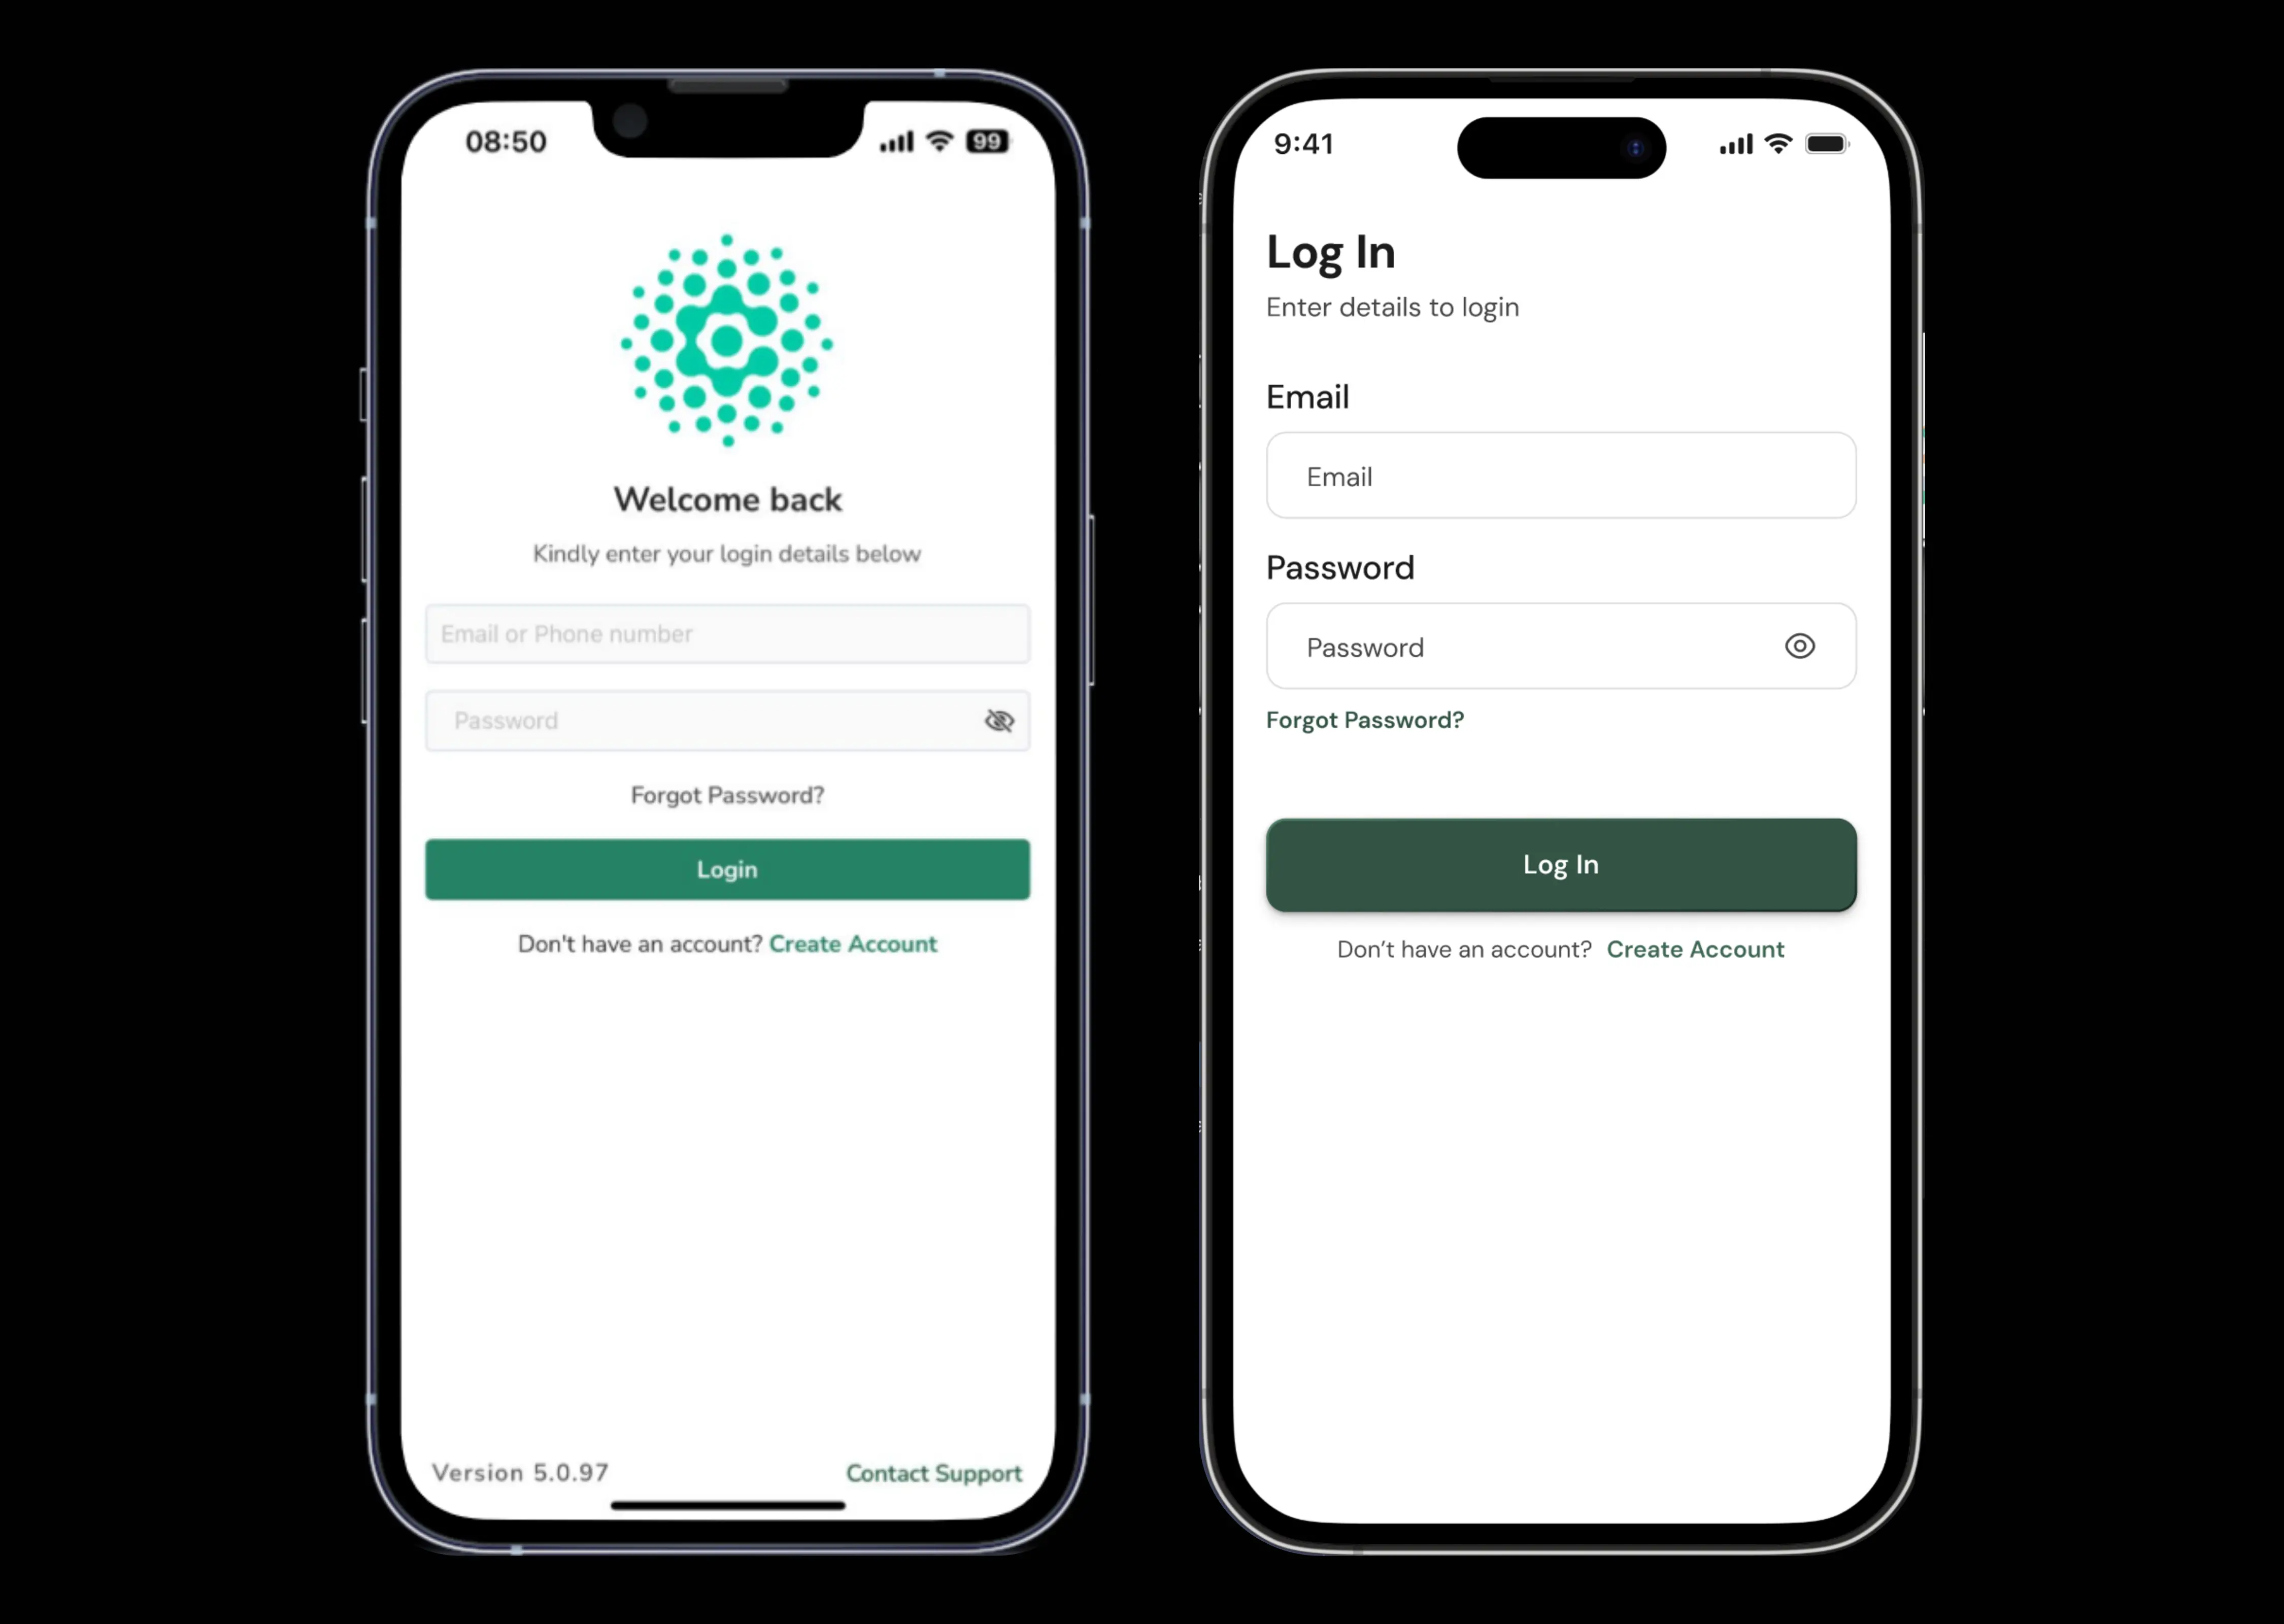 08:50
99
Welcome back
Kindly enter your login details below
Email or Phone number
Password
Forgot Password?
Login
Don't have an account? Create Account
Version 5.0.97
Contact Support
9:41
Log In
Enter details to login
Email
Email
Password
Password
Forgot Password?
Log In
Don’t have an account? Create Account